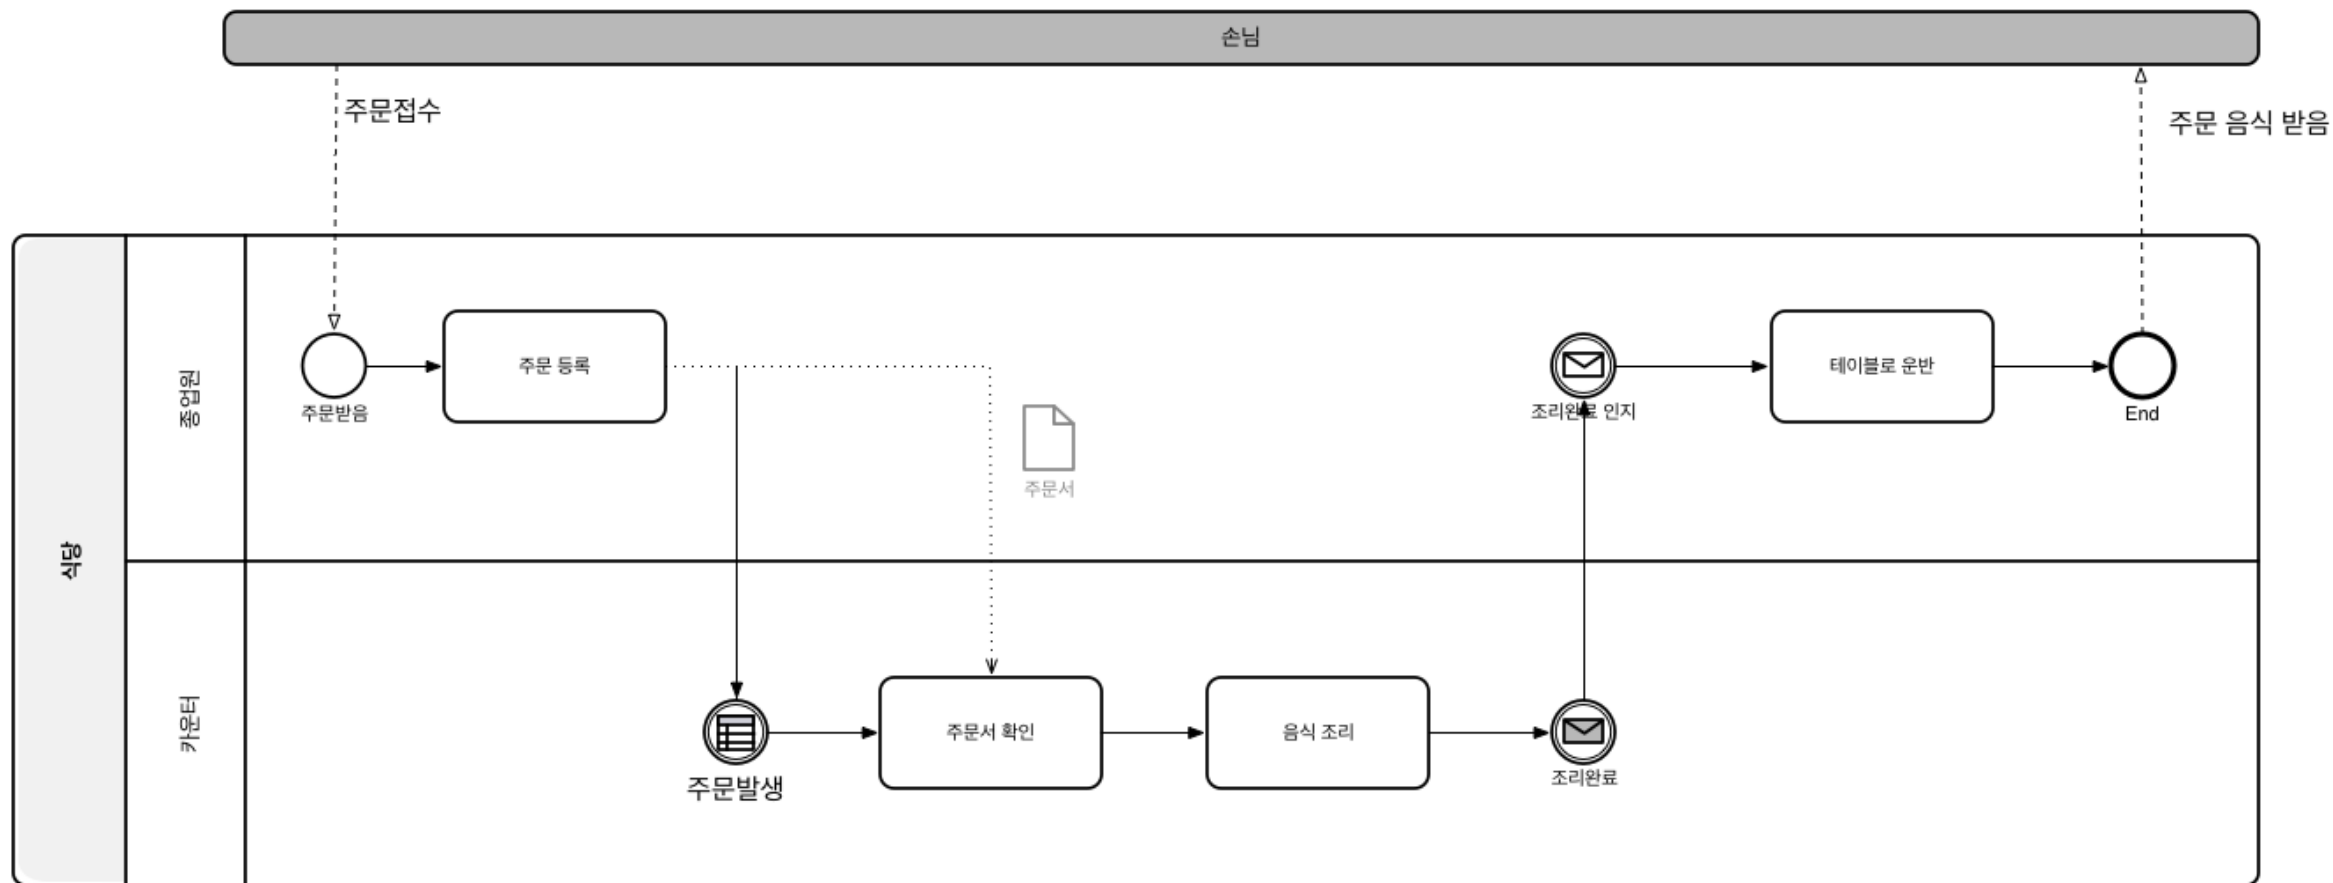 손님
주문접수
주문 음식 받음
식당
종업원
주문받음
주문 등록
주문서
조리완료 인지
테이블로 운반
End
카운터
주문발생
주문서 확인
음식 조리
조리완료